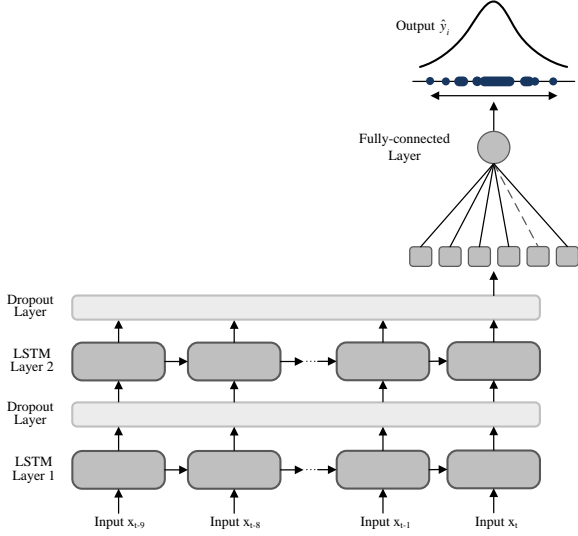 Output ŷᵢ
Fully-connected
Layer
Dropout
Layer
LSTM
Layer 2
Dropout
Layer
LSTM
Layer 1
Input xₜ₋₉ Input xₜ₋₈ Input xₜ₋₁ Input xₜ